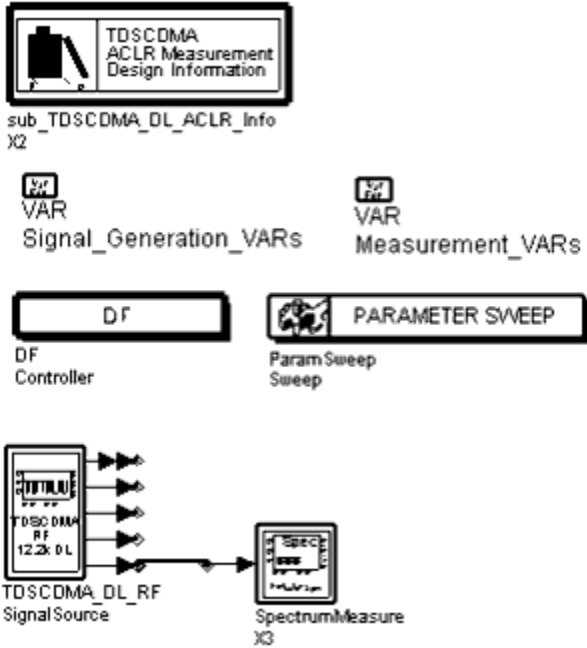 TDSCDMA
ACLR Measurement
Design Information
sub_TDSCDMA_DL_ACLR_Info
X2
VAR
Signal_Generation_VARs
VAR
Measurement_VARs
DF
DF
Controller
PARAMETER SWEEP
ParamSweep
Sweep
TDSCDMA
RF
12.2k DL
TDSCDMA_DL_RF
SignalSource
Spec
SpectrumMeasure
X3